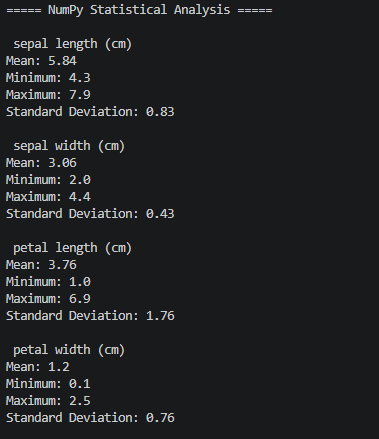 ===== NumPy Statistical Analysis =====
sepal length (cm)
Mean: 5.84
Minimum: 4.3
Maximum: 7.9
Standard Deviation: 0.83
sepal width (cm)
Mean: 3.06
Minimum: 2.0
Maximum: 4.4
Standard Deviation: 0.43
petal length (cm)
Mean: 3.76
Minimum: 1.0
Maximum: 6.9
Standard Deviation: 1.76
petal width (cm)
Mean: 1.2
Minimum: 0.1
Maximum: 2.5
Standard Deviation: 0.76